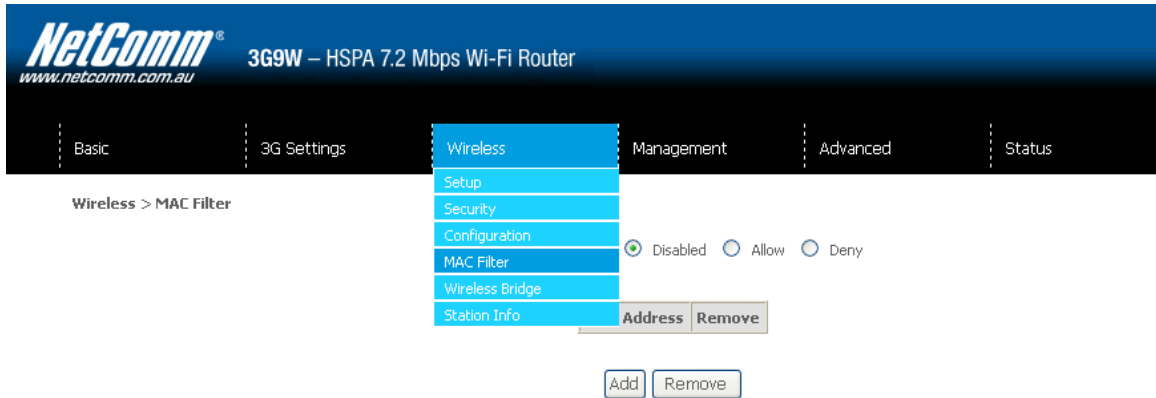 NetComm®
www.netcomm.com.au
3G9W – HSPA 7.2 Mbps Wi-Fi Router
Basic 3G Settings Wireless Management Advanced Status
Wireless > MAC Filter
Setup
Security
Configuration
MAC Filter
Wireless Bridge
Station Info
Disabled Allow Deny
Address Remove
Add Remove